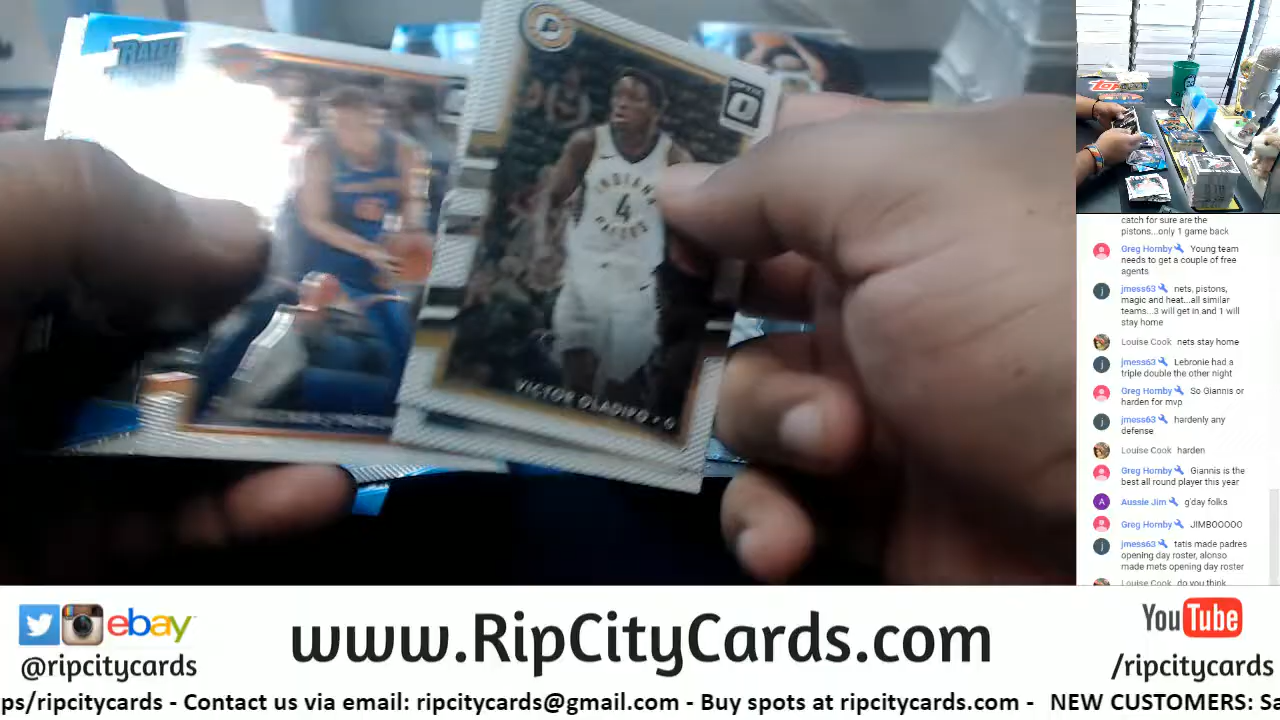 RATED
OPTIC
INDIANA
4
PACERS
VICTOR OLADIPO • G
catch for sure are the
pistons...only 1 game back
Greg Hornby Young team
needs to get a couple of free
agents
jmess63 nets, pistons,
magic and heat...all similar
teams...3 will get in and 1 will
stay home
Louise Cook nets stay home
jmess63 Lebronie had a
triple double the other night
Greg Hornby So Giannis or
harden for mvp
jmess63 hardenly any
defense
Louise Cook harden
Greg Hornby Giannis is the
best all round player this year
A Aussie Jim g'day folks
Greg Hornby JIMBOOOOO
jmess63 tatis made padres
opening day roster, alonso
made mets opening day roster
Louise Cook do you think
ebay
@ripcitycards
www.RipCityCards.com
YouTube
/ripcitycards
ps/ripcitycards - Contact us via email: ripcitycards@gmail.com - Buy spots at ripcitycards.com - NEW CUSTOMERS: Sa